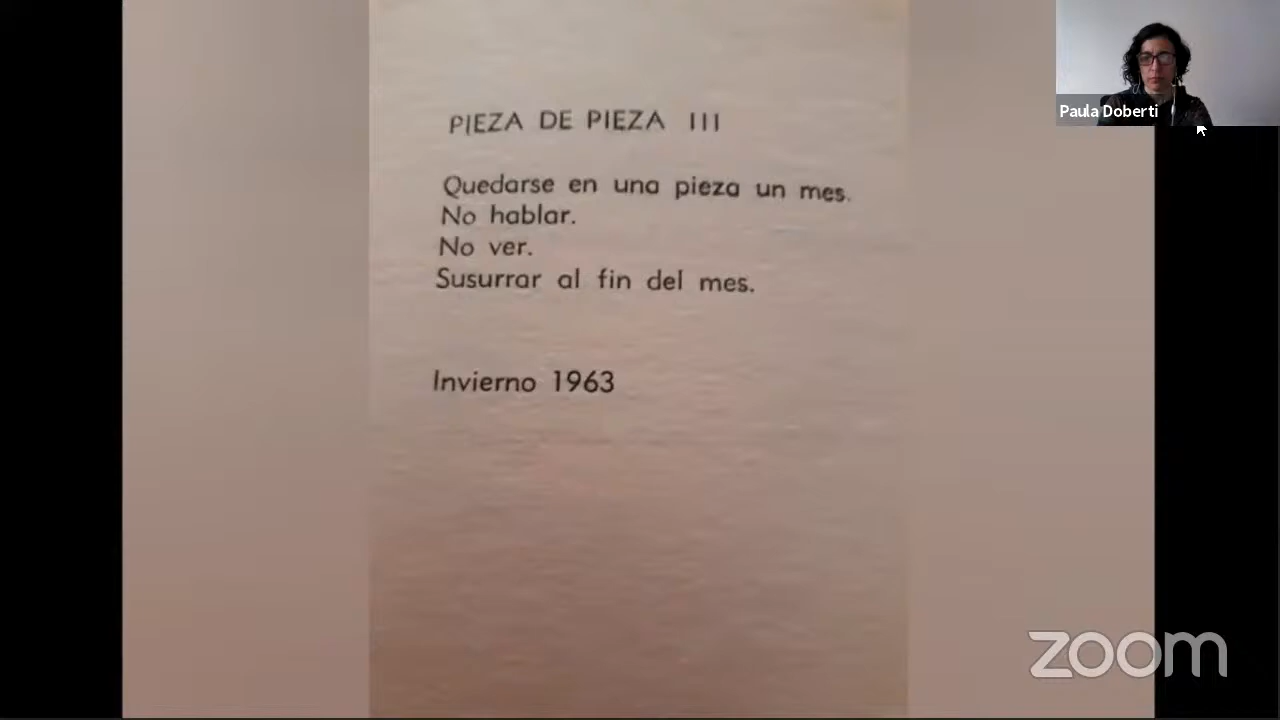 PIEZA DE PIEZA III
Quedarse en una pieza un mes.
No hablar.
No ver.
Susurrar al fin del mes.
Invierno 1963
Paula Doberti
zoom